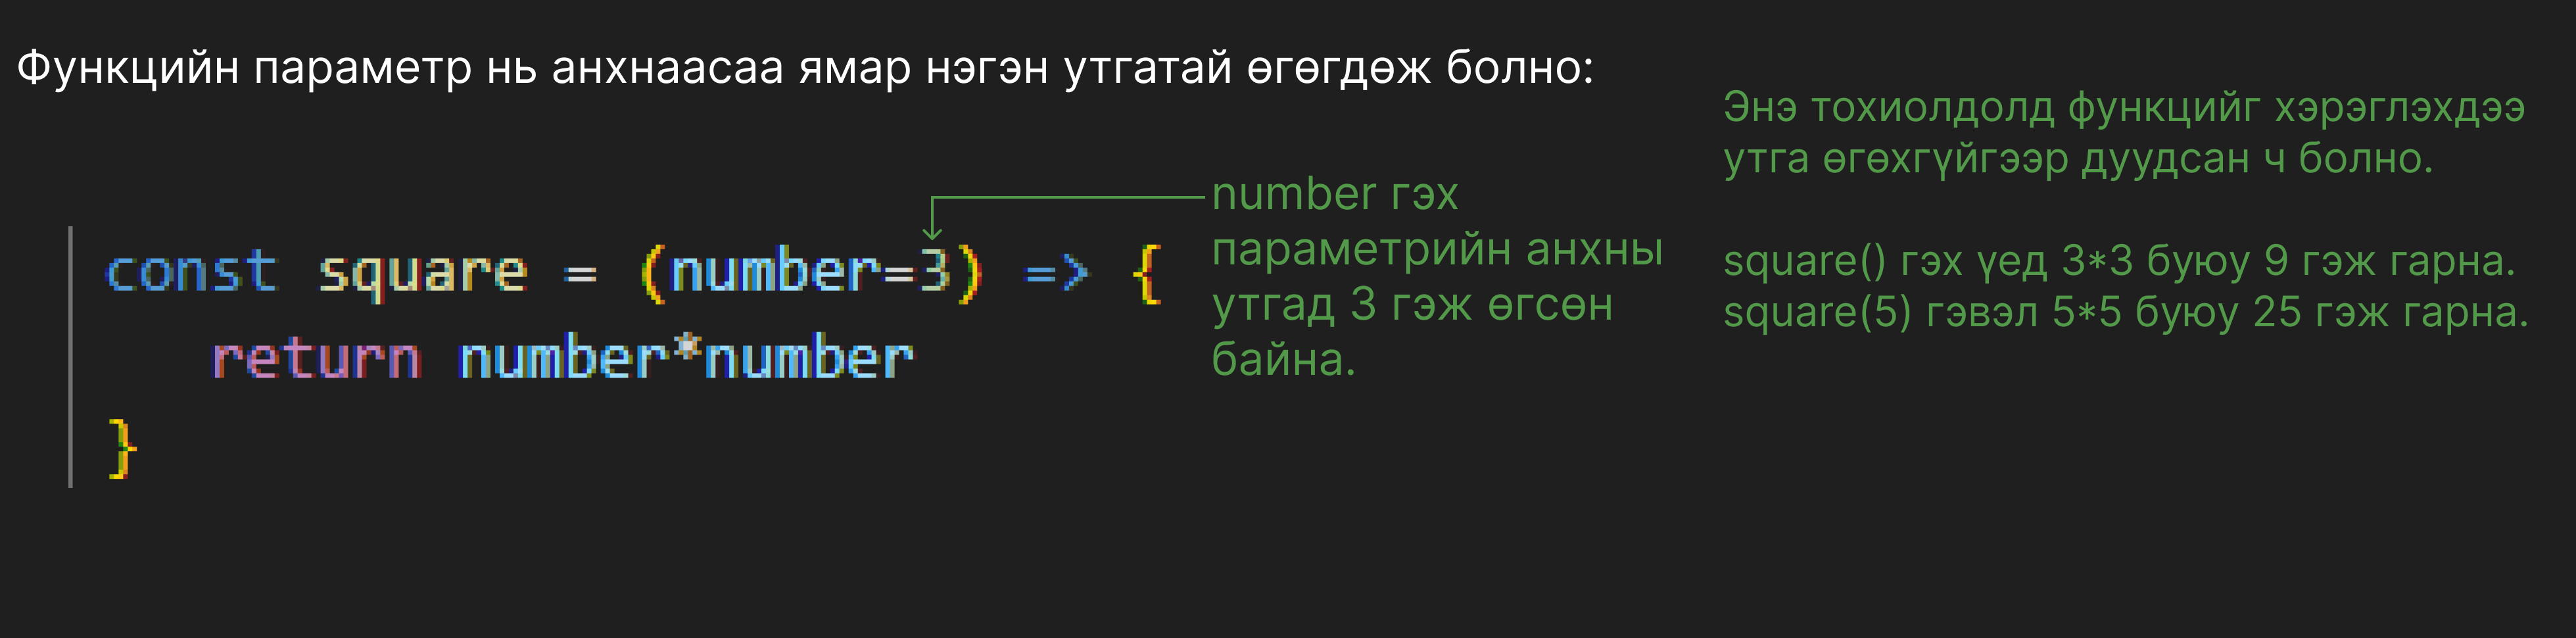 Функцийн параметр нь анхнаасаа ямар нэгэн утгатай өгөгдөж болно:
const square = (number=3) => {
return number*number
}
number гэх
параметрийн анхны
утгад 3 гэж өгсөн
байна.
Энэ тохиолдолд функцийг хэрэглэхдээ
утга өгөхгүйгээр дуудсан ч болно.
square() гэх үед 3*3 буюу 9 гэж гарна.
square(5) гэвэл 5*5 буюу 25 гэж гарна.